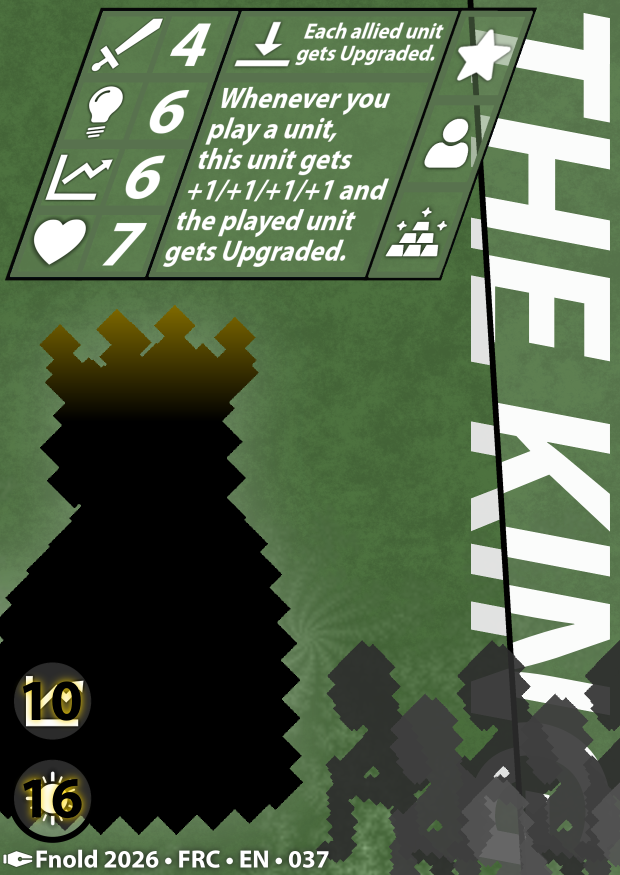 4
Each allied unit
gets Upgraded.
6
6
7
Whenever you
play a unit,
this unit gets
+1/+1/+1/+1 and
the played unit
gets Upgraded.
THE KIN
10
16
Fnold 2026 • FRC • EN • 037